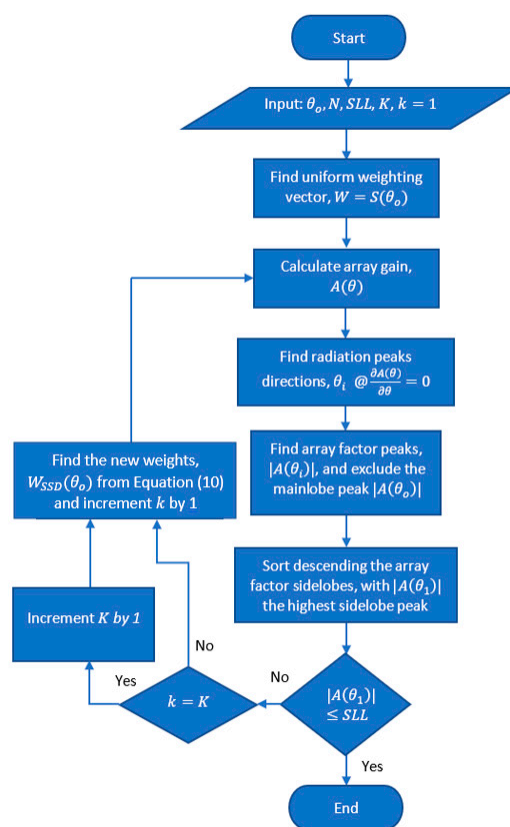 Start
Input: θₒ, N, SLL, K, k = 1
Find uniform weighting
vector, W = S(θₒ)
Calculate array gain,
A(θ)
Find radiation peaks
directions, θᵢ @ ∂A(θ)/∂θ = 0
Find array factor peaks,
|A(θᵢ)|, and exclude the
mainlobe peak |A(θₒ)|
Sort descending the array
factor sidelobes, with |A(θ₁)|
the highest sidelobe peak
|A(θ₁)|
≤ SLL
Yes
End
No
k = K
Yes
Increment K by 1
No
Find the new weights,
W_SSD(θₒ) from Equation (10)
and increment k by 1